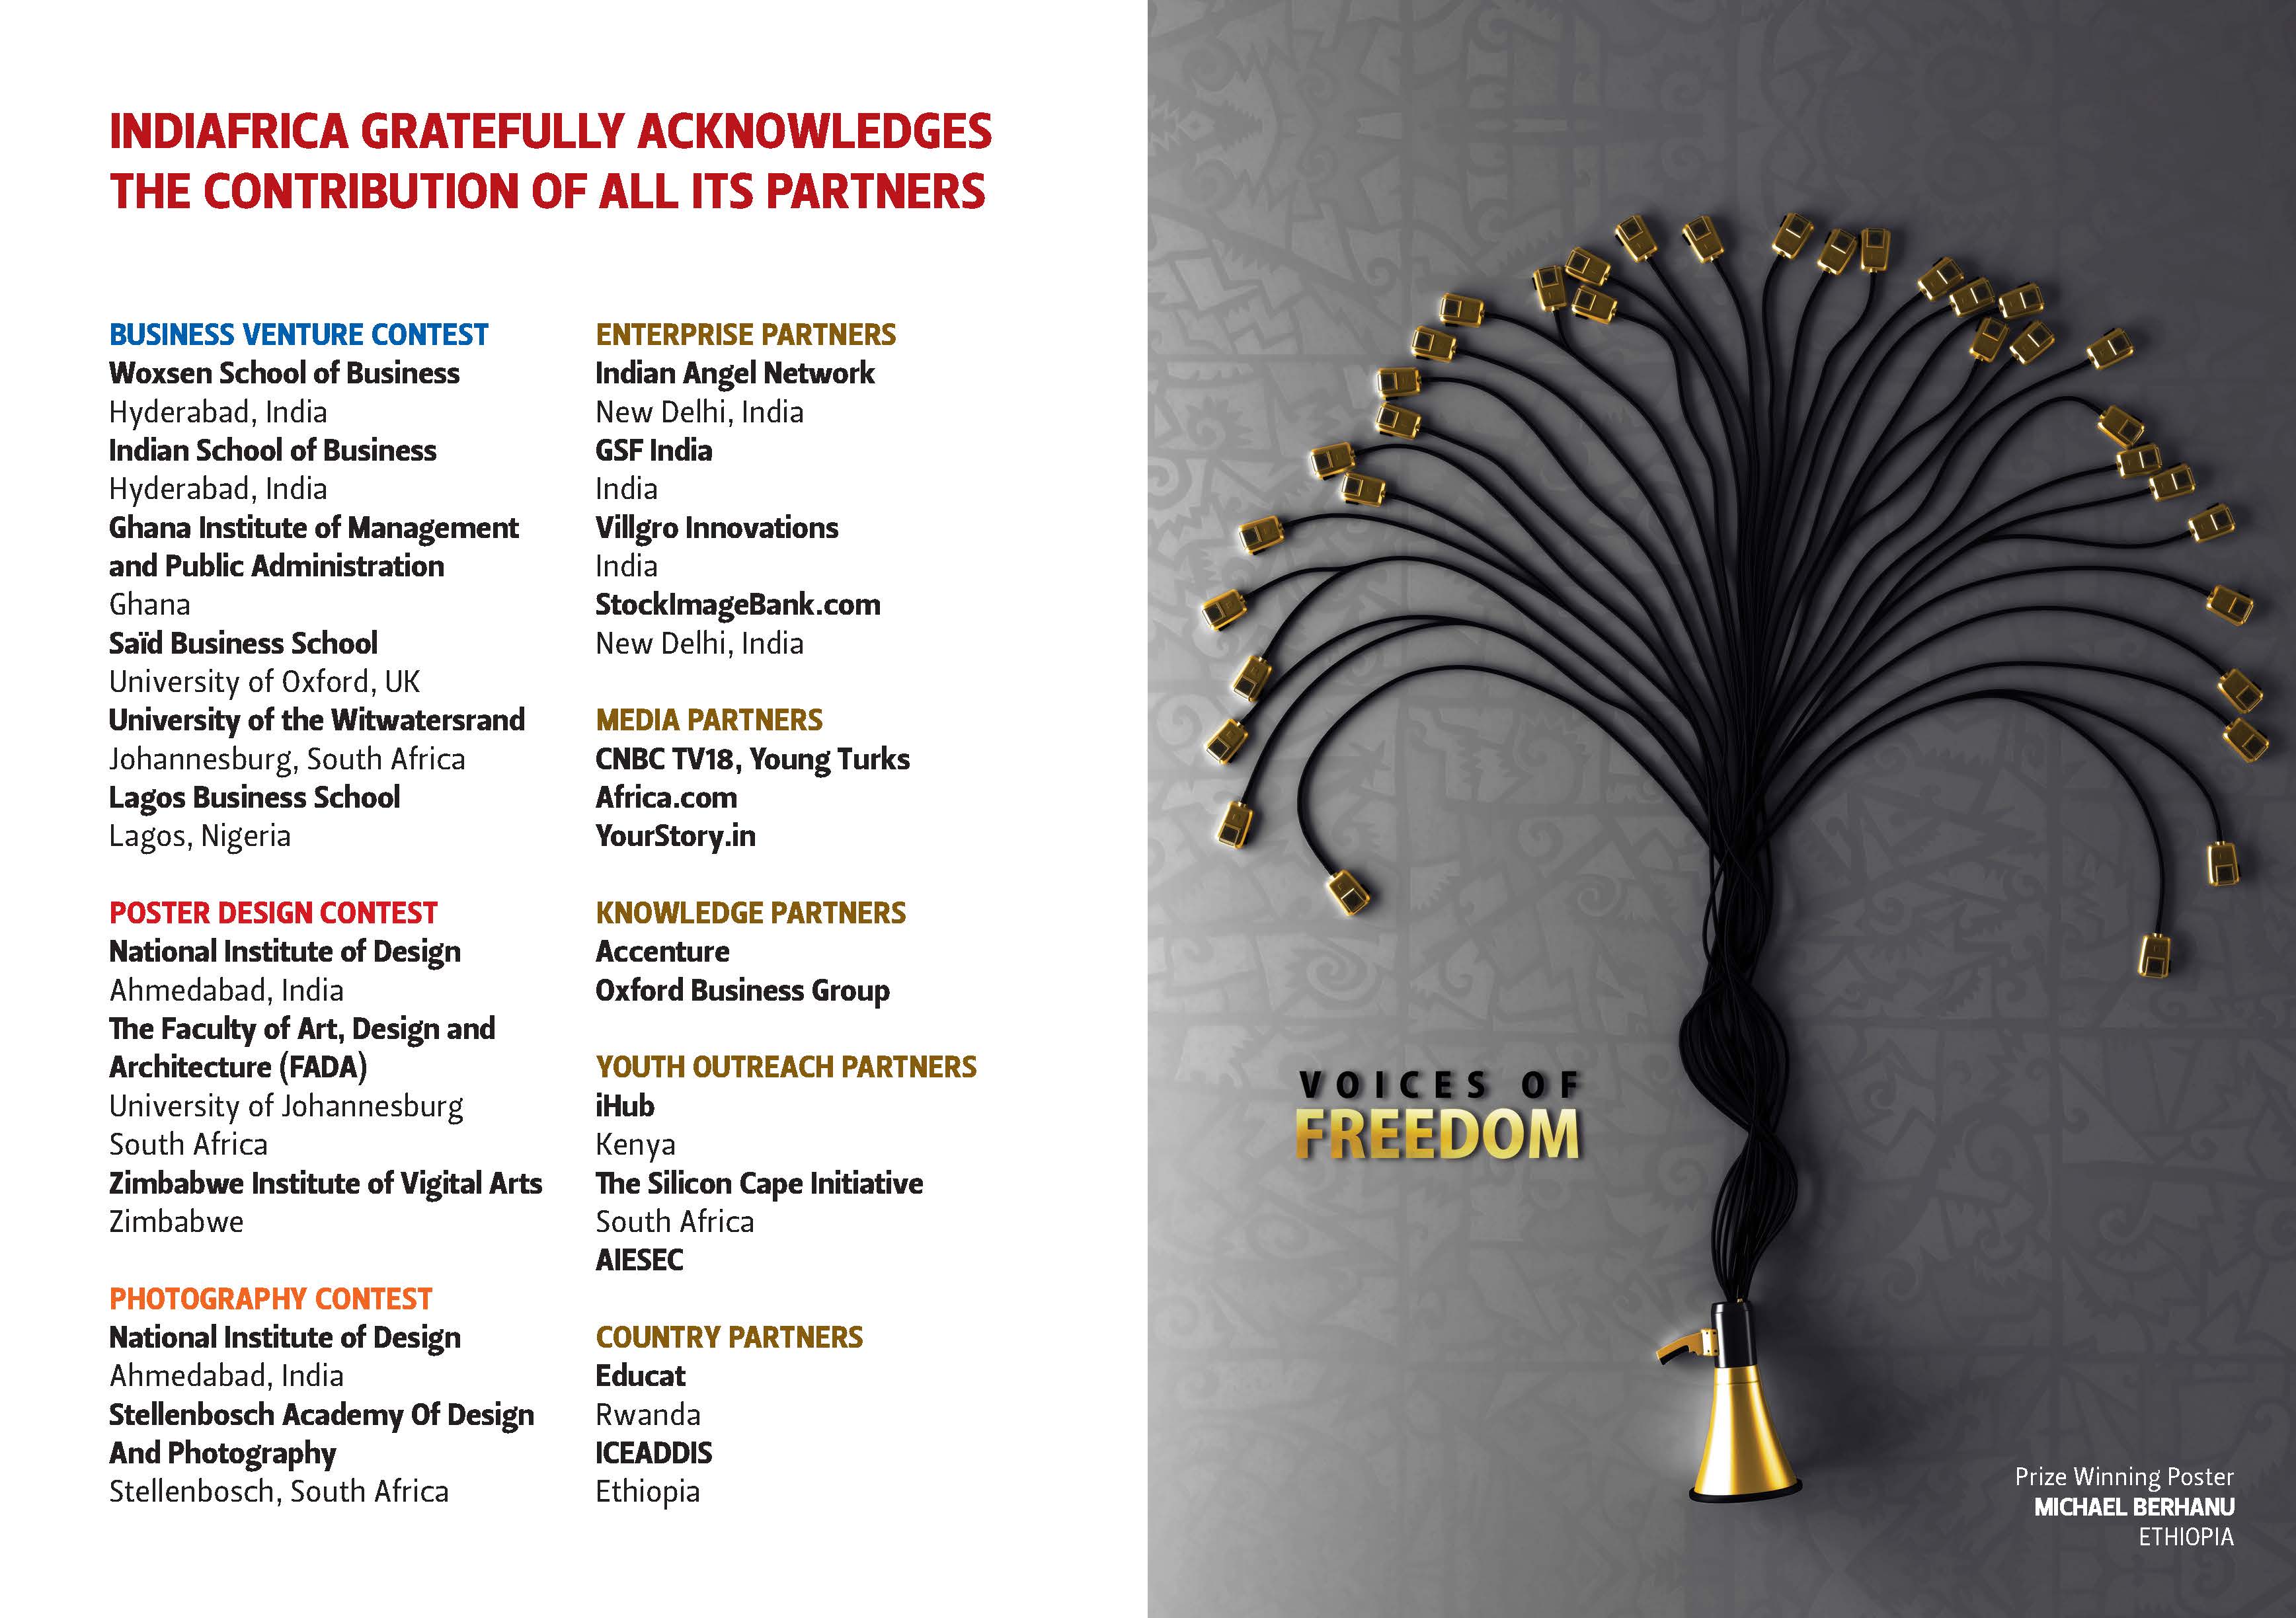 INDIAFRICA GRATEFULLY ACKNOWLEDGES
THE CONTRIBUTION OF ALL ITS PARTNERS
BUSINESS VENTURE CONTEST
Woxsen School of Business
Hyderabad, India
Indian School of Business
Hyderabad, India
Ghana Institute of Management
and Public Administration
Ghana
Saïd Business School
University of Oxford, UK
University of the Witwatersrand
Johannesburg, South Africa
Lagos Business School
Lagos, Nigeria
POSTER DESIGN CONTEST
National Institute of Design
Ahmedabad, India
The Faculty of Art, Design and
Architecture (FADA)
University of Johannesburg
South Africa
Zimbabwe Institute of Vigital Arts
Zimbabwe
PHOTOGRAPHY CONTEST
National Institute of Design
Ahmedabad, India
Stellenbosch Academy Of Design
And Photography
Stellenbosch, South Africa
ENTERPRISE PARTNERS
Indian Angel Network
New Delhi, India
GSF India
India
Villgro Innovations
India
StockImageBank.com
New Delhi, India
MEDIA PARTNERS
CNBC TV18, Young Turks
Africa.com
YourStory.in
KNOWLEDGE PARTNERS
Accenture
Oxford Business Group
YOUTH OUTREACH PARTNERS
iHub
Kenya
The Silicon Cape Initiative
South Africa
AIESEC
COUNTRY PARTNERS
Educat
Rwanda
ICEADDIS
Ethiopia
VOICES OF
FREEDOM
Prize Winning Poster
MICHAEL BERHANU
ETHIOPIA